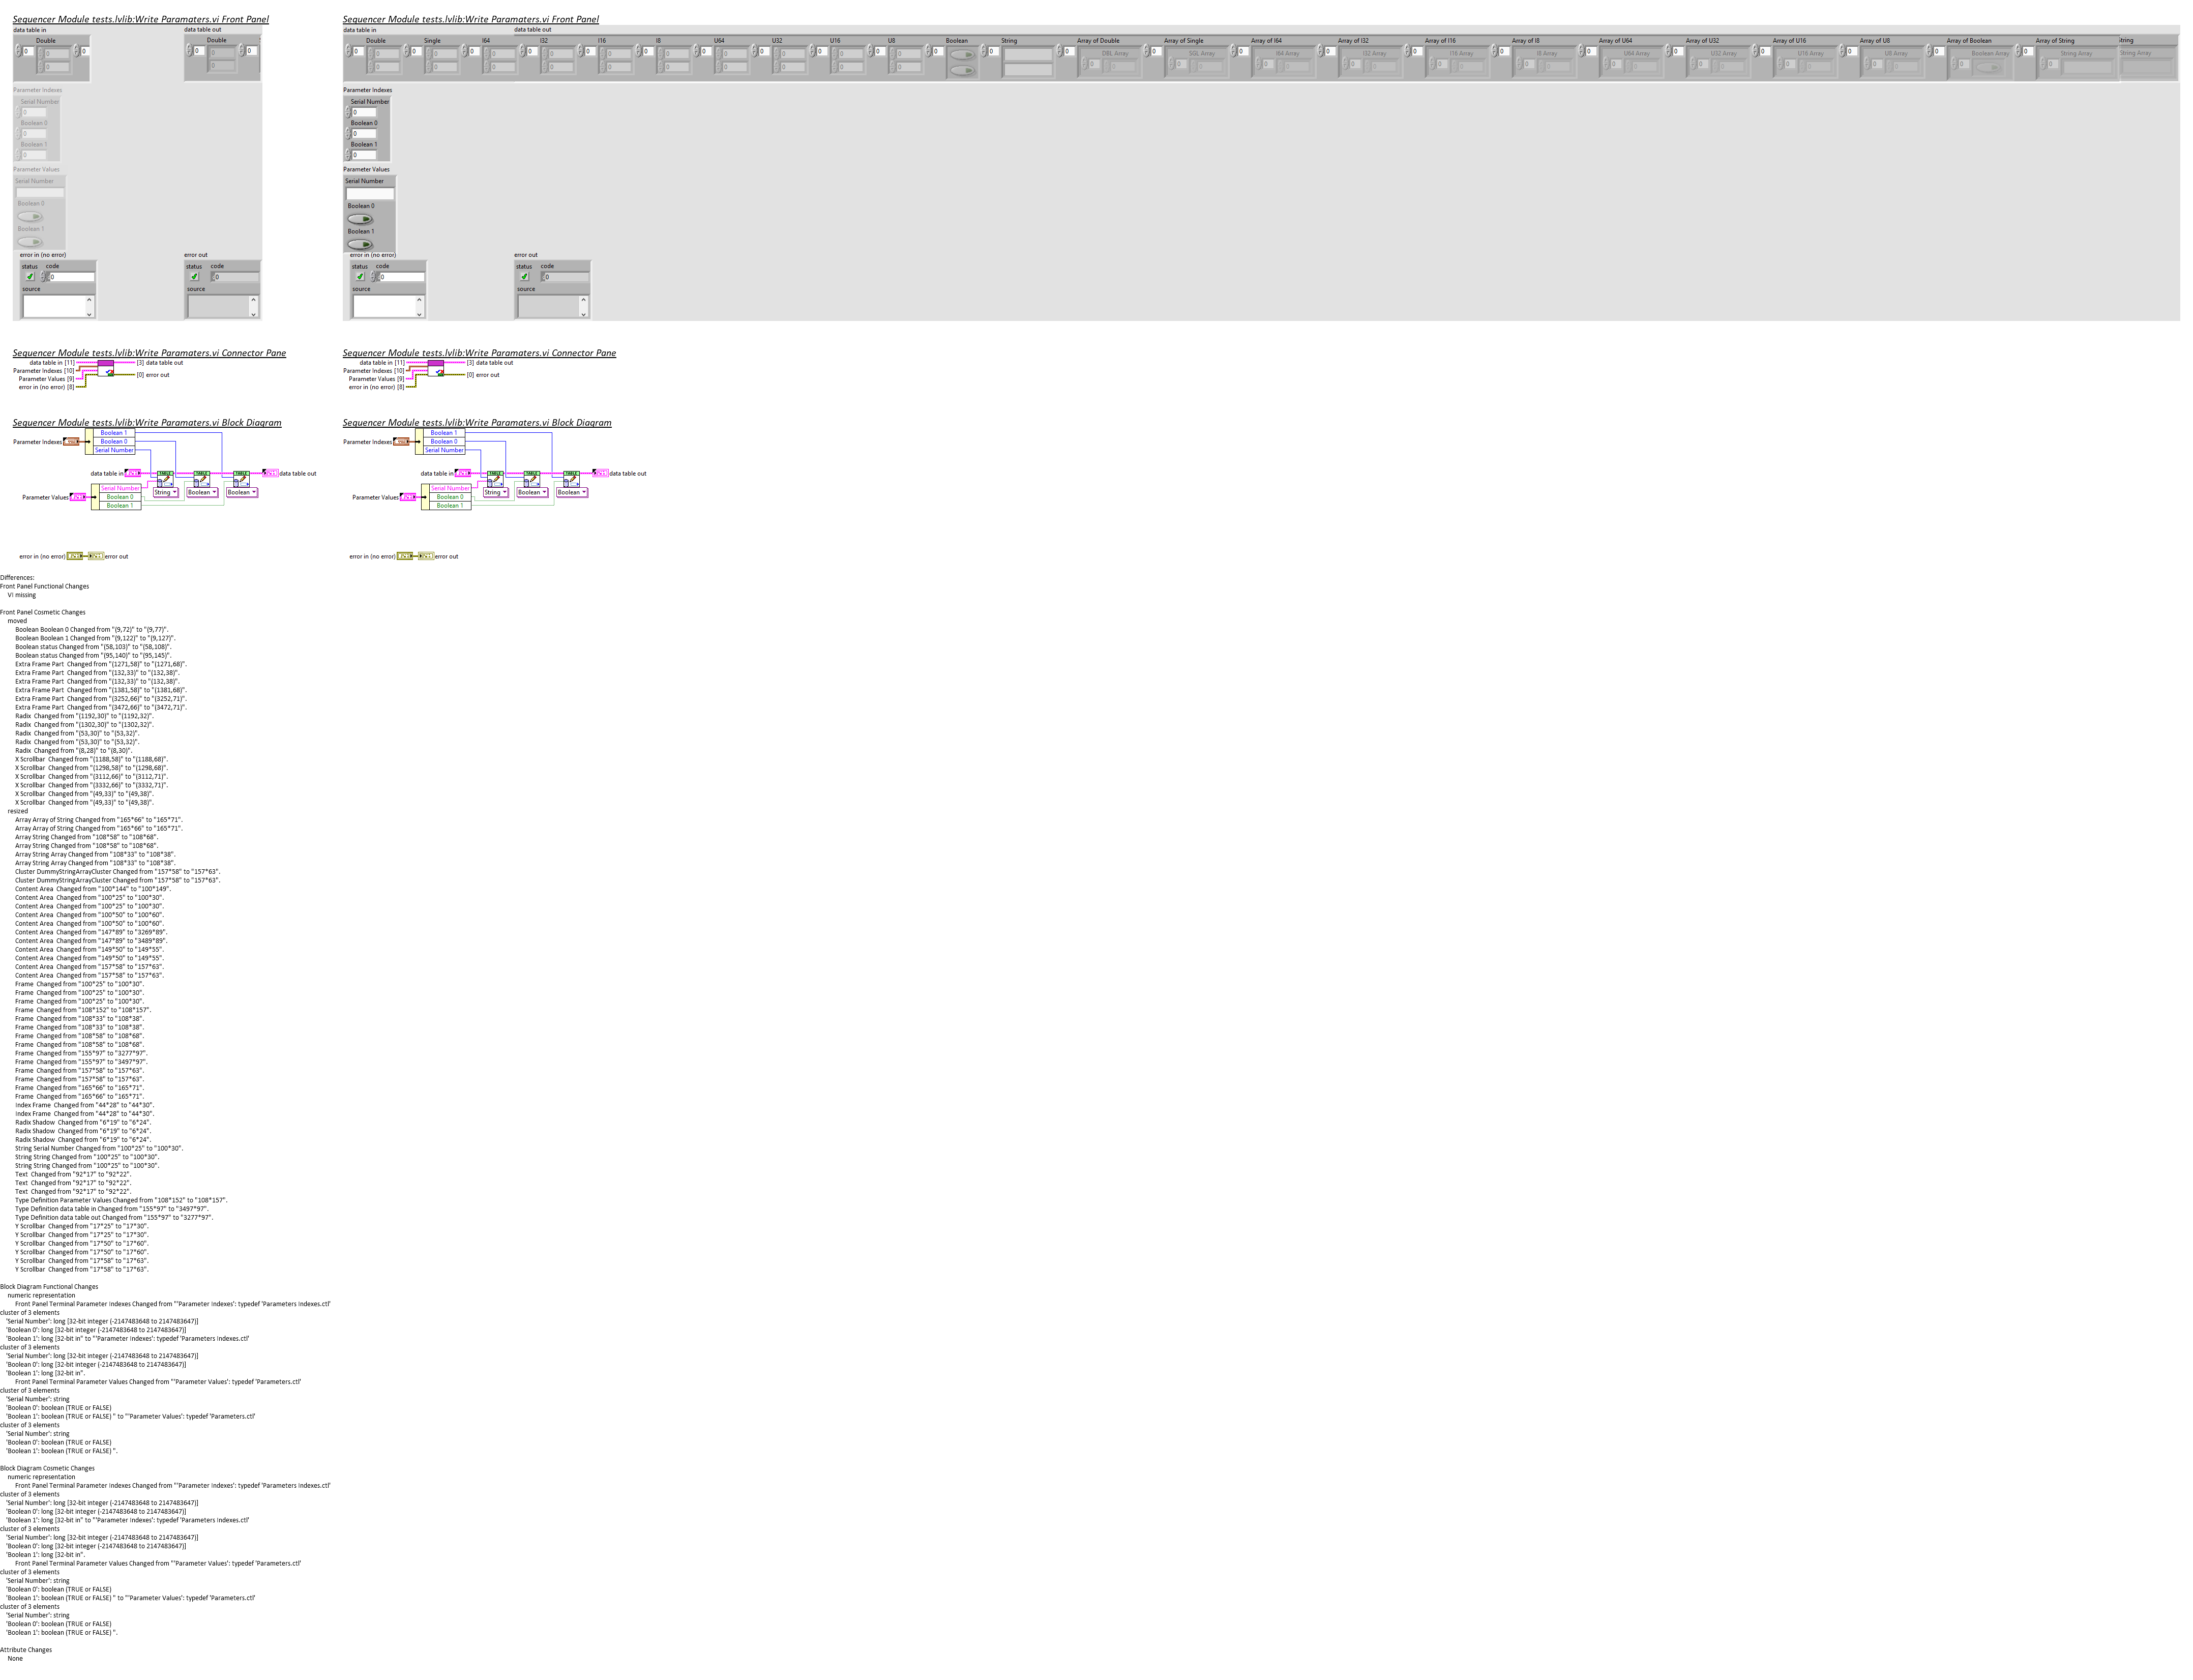 Sequencer Module tests.lvlib:Write Paramaters.vi Front Panel
data table in
data table out
Double
Double
0
0
0
0
0
0
0
0
Parameter Indexes
Serial Number
0
Boolean 0
0
Boolean 1
0
Parameter Values
Serial Number
Boolean 0
Boolean 1
error in (no error)
status code
0
source
error out
status code
0
source
Sequencer Module tests.lvlib:Write Paramaters.vi Front Panel
data table in
data table out
Double Single I64 I32 I16 I8 U64 U32 U16 U8 Boolean String Array of Double Array of Single Array of I64 Array of I32 Array of I16 Array of I8 Array of U64 Array of U32 Array of U16 Array of U8 Array of Boolean Array of String String
DBL Array SGL Array I64 Array I32 Array I16 Array I8 Array U64 Array U32 Array U16 Array U8 Array Boolean Array String Array String Array
Parameter Indexes
Serial Number
0
Boolean 0
0
Boolean 1
0
Parameter Values
Serial Number
Boolean 0
Boolean 1
error in (no error)
status code
0
source
error out
status code
0
source
Sequencer Module tests.lvlib:Write Paramaters.vi Connector Pane
data table in [11]
Parameter Indexes [10]
Parameter Values [9]
error in (no error) [8]
[3] data table out
[0] error out
Sequencer Module tests.lvlib:Write Paramaters.vi Connector Pane
data table in [11]
Parameter Indexes [10]
Parameter Values [9]
error in (no error) [8]
[3] data table out
[0] error out
Sequencer Module tests.lvlib:Write Paramaters.vi Block Diagram
Boolean 1
Parameter Indexes
Boolean 0
Serial Number
data table in
TABLE TABLE TABLE
data table out
Serial Number
String Boolean Boolean
Parameter Values
Boolean 0
Boolean 1
error in (no error)
error out
Sequencer Module tests.lvlib:Write Paramaters.vi Block Diagram
Boolean 1
Parameter Indexes
Boolean 0
Serial Number
data table in
TABLE TABLE TABLE
data table out
Serial Number
String Boolean Boolean
Parameter Values
Boolean 0
Boolean 1
error in (no error)
error out
Differences:
Front Panel Functional Changes
VI missing
Front Panel Cosmetic Changes
moved
Boolean Boolean 0 Changed from "(9,72)" to "(9,77)".
Boolean Boolean 1 Changed from "(9,122)" to "(9,127)".
Boolean status Changed from "(58,103)" to "(58,108)".
Boolean status Changed from "(95,140)" to "(95,145)".
Extra Frame Part  Changed from "(1271,58)" to "(1271,68)".
Extra Frame Part  Changed from "(132,33)" to "(132,38)".
Extra Frame Part  Changed from "(132,33)" to "(132,38)".
Extra Frame Part  Changed from "(1381,58)" to "(1381,68)".
Extra Frame Part  Changed from "(3252,66)" to "(3252,71)".
Extra Frame Part  Changed from "(3472,66)" to "(3472,71)".
Radix  Changed from "(1192,30)" to "(1192,32)".
Radix  Changed from "(1302,30)" to "(1302,32)".
Radix  Changed from "(53,30)" to "(53,32)".
Radix  Changed from "(53,30)" to "(53,32)".
Radix  Changed from "(8,28)" to "(8,30)".
X Scrollbar  Changed from "(1188,58)" to "(1188,68)".
X Scrollbar  Changed from "(1298,58)" to "(1298,68)".
X Scrollbar  Changed from "(3112,66)" to "(3112,71)".
X Scrollbar  Changed from "(3332,66)" to "(3332,71)".
X Scrollbar  Changed from "(49,33)" to "(49,38)".
X Scrollbar  Changed from "(49,33)" to "(49,38)".
resized
Array Array of String Changed from "165*66" to "165*71".
Array Array of String Changed from "165*66" to "165*71".
Array String Changed from "108*58" to "108*68".
Array String Changed from "108*58" to "108*68".
Array String Array Changed from "108*33" to "108*38".
Array String Array Changed from "108*33" to "108*38".
Cluster DummyStringArrayCluster Changed from "157*58" to "157*63".
Cluster DummyStringArrayCluster Changed from "157*58" to "157*63".
Content Area  Changed from "100*144" to "100*149".
Content Area  Changed from "100*25" to "100*30".
Content Area  Changed from "100*25" to "100*30".
Content Area  Changed from "100*50" to "100*60".
Content Area  Changed from "100*50" to "100*60".
Content Area  Changed from "147*89" to "3269*89".
Content Area  Changed from "147*89" to "3489*89".
Content Area  Changed from "149*50" to "149*55".
Content Area  Changed from "149*50" to "149*55".
Content Area  Changed from "157*58" to "157*63".
Content Area  Changed from "157*58" to "157*63".
Frame  Changed from "100*25" to "100*30".
Frame  Changed from "100*25" to "100*30".
Frame  Changed from "100*25" to "100*30".
Frame  Changed from "108*152" to "108*157".
Frame  Changed from "108*33" to "108*38".
Frame  Changed from "108*33" to "108*38".
Frame  Changed from "108*58" to "108*68".
Frame  Changed from "108*58" to "108*68".
Frame  Changed from "155*97" to "3277*97".
Frame  Changed from "155*97" to "3497*97".
Frame  Changed from "157*58" to "157*63".
Frame  Changed from "157*58" to "157*63".
Frame  Changed from "165*66" to "165*71".
Frame  Changed from "165*66" to "165*71".
Index Frame  Changed from "44*28" to "44*30".
Index Frame  Changed from "44*28" to "44*30".
Radix Shadow  Changed from "6*19" to "6*24".
Radix Shadow  Changed from "6*19" to "6*24".
Radix Shadow  Changed from "6*19" to "6*24".
String Serial Number Changed from "100*25" to "100*30".
String String Changed from "100*25" to "100*30".
String String Changed from "100*25" to "100*30".
Text  Changed from "92*17" to "92*22".
Text  Changed from "92*17" to "92*22".
Text  Changed from "92*17" to "92*22".
Type Definition Parameter Values Changed from "108*152" to "108*157".
Type Definition data table in Changed from "155*97" to "3497*97".
Type Definition data table out Changed from "155*97" to "3277*97".
Y Scrollbar  Changed from "17*25" to "17*30".
Y Scrollbar  Changed from "17*25" to "17*30".
Y Scrollbar  Changed from "17*50" to "17*60".
Y Scrollbar  Changed from "17*50" to "17*60".
Y Scrollbar  Changed from "17*58" to "17*63".
Y Scrollbar  Changed from "17*58" to "17*63".
Block Diagram Functional Changes
numeric representation
Front Panel Terminal Parameter Indexes Changed from "'Parameter Indexes': typedef 'Parameters Indexes.ctl'
cluster of 3 elements
'Serial Number': long [32-bit integer (-2147483648 to 2147483647)]
'Boolean 0': long [32-bit integer (-2147483648 to 2147483647)]
'Boolean 1': long [32-bit in" to "'Parameter Indexes': typedef 'Parameters Indexes.ctl'
cluster of 3 elements
'Serial Number': long [32-bit integer (-2147483648 to 2147483647)]
'Boolean 0': long [32-bit integer (-2147483648 to 2147483647)]
'Boolean 1': long [32-bit in".
Front Panel Terminal Parameter Values Changed from "'Parameter Values': typedef 'Parameters.ctl'
cluster of 3 elements
'Serial Number': string
'Boolean 0': boolean (TRUE or FALSE)
'Boolean 1': boolean (TRUE or FALSE) " to "'Parameter Values': typedef 'Parameters.ctl'
cluster of 3 elements
'Serial Number': string
'Boolean 0': boolean (TRUE or FALSE)
'Boolean 1': boolean (TRUE or FALSE) ".
Block Diagram Cosmetic Changes
numeric representation
Front Panel Terminal Parameter Indexes Changed from "'Parameter Indexes': typedef 'Parameters Indexes.ctl'
cluster of 3 elements
'Serial Number': long [32-bit integer (-2147483648 to 2147483647)]
'Boolean 0': long [32-bit integer (-2147483648 to 2147483647)]
'Boolean 1': long [32-bit in" to "'Parameter Indexes': typedef 'Parameters Indexes.ctl'
cluster of 3 elements
'Serial Number': long [32-bit integer (-2147483648 to 2147483647)]
'Boolean 0': long [32-bit integer (-2147483648 to 2147483647)]
'Boolean 1': long [32-bit in".
Front Panel Terminal Parameter Values Changed from "'Parameter Values': typedef 'Parameters.ctl'
cluster of 3 elements
'Serial Number': string
'Boolean 0': boolean (TRUE or FALSE)
'Boolean 1': boolean (TRUE or FALSE) " to "'Parameter Values': typedef 'Parameters.ctl'
cluster of 3 elements
'Serial Number': string
'Boolean 0': boolean (TRUE or FALSE)
'Boolean 1': boolean (TRUE or FALSE) ".
Attribute Changes
None